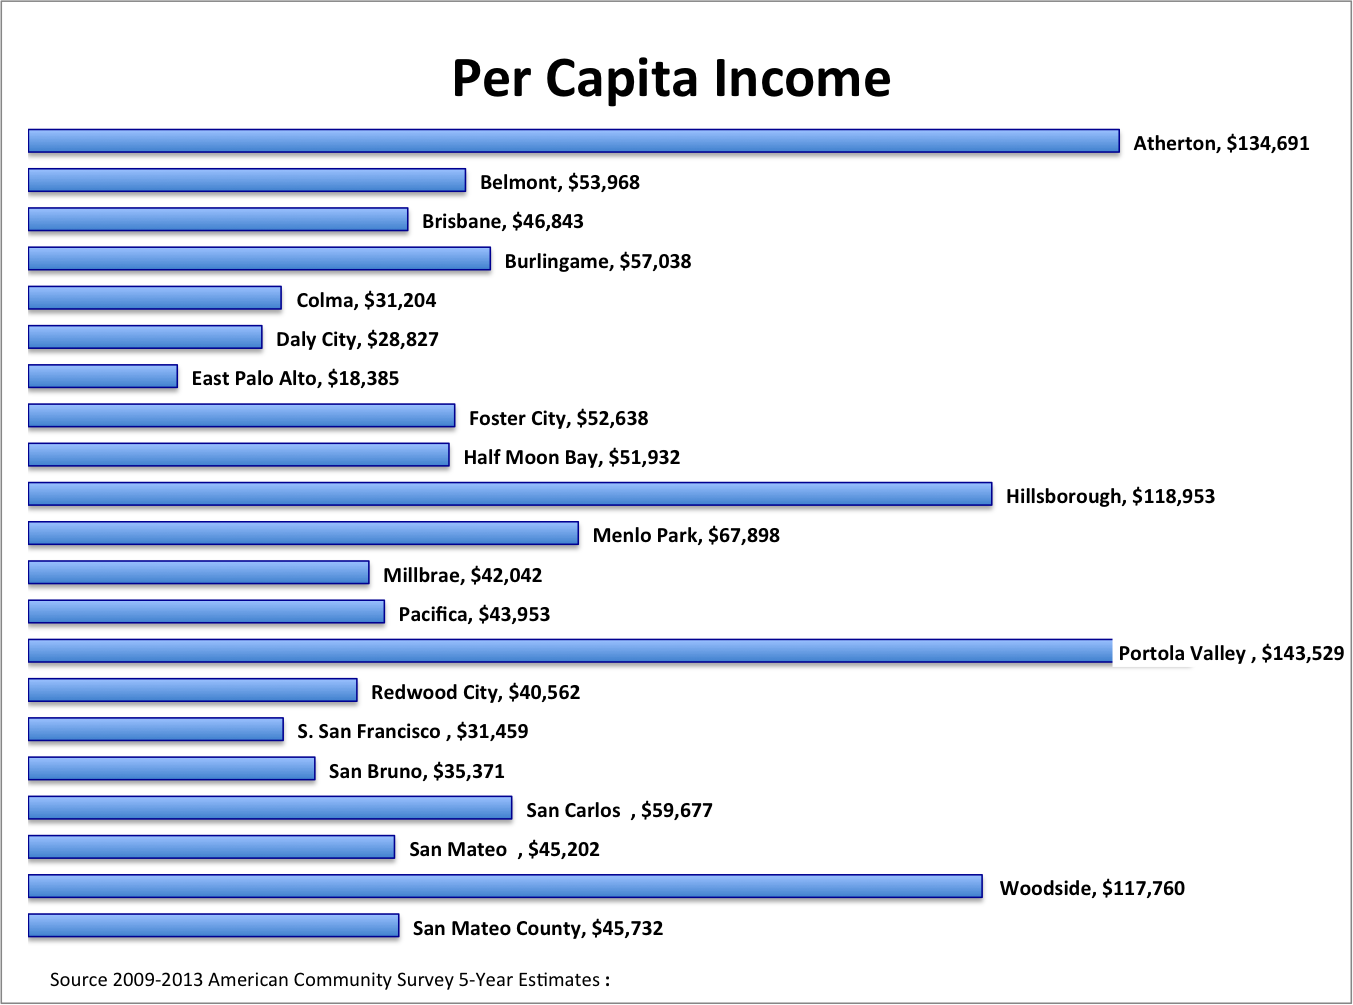 Per Capita Income
Atherton, $134,691
Belmont, $53,968
Brisbane, $46,843
Burlingame, $57,038
Colma, $31,204
Daly City, $28,827
East Palo Alto, $18,385
Foster City, $52,638
Half Moon Bay, $51,932
Hillsborough, $118,953
Menlo Park, $67,898
Millbrae, $42,042
Pacifica, $43,953
Portola Valley , $143,529
Redwood City, $40,562
S. San Francisco , $31,459
San Bruno, $35,371
San Carlos  , $59,677
San Mateo  , $45,202
Woodside, $117,760
San Mateo County, $45,732
Source 2009-2013 American Community Survey 5-Year Estimates :